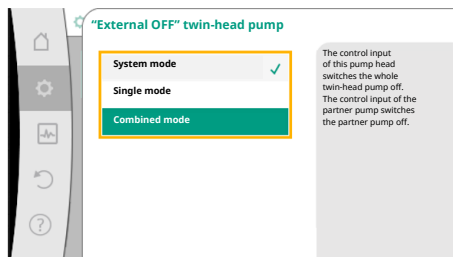 “External OFF” twin-head pump
System mode
Single mode
Combined mode
The control input
of this pump head
switches the whole
twin-head pump off.
The control input of the
partner pump switches
the partner pump off.
?